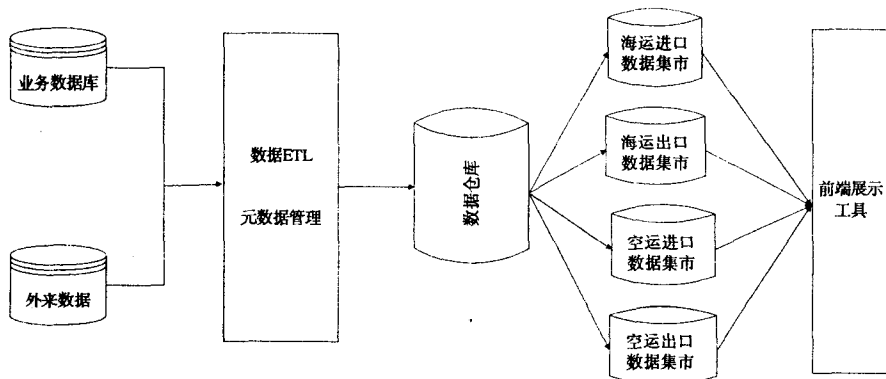 业务数据库
外来数据
数据ETL
元数据管理
数据仓库
海运进口
数据集市
海运出口
数据集市
空运进口
数据集市
空运出口
数据集市
前端展示
工具